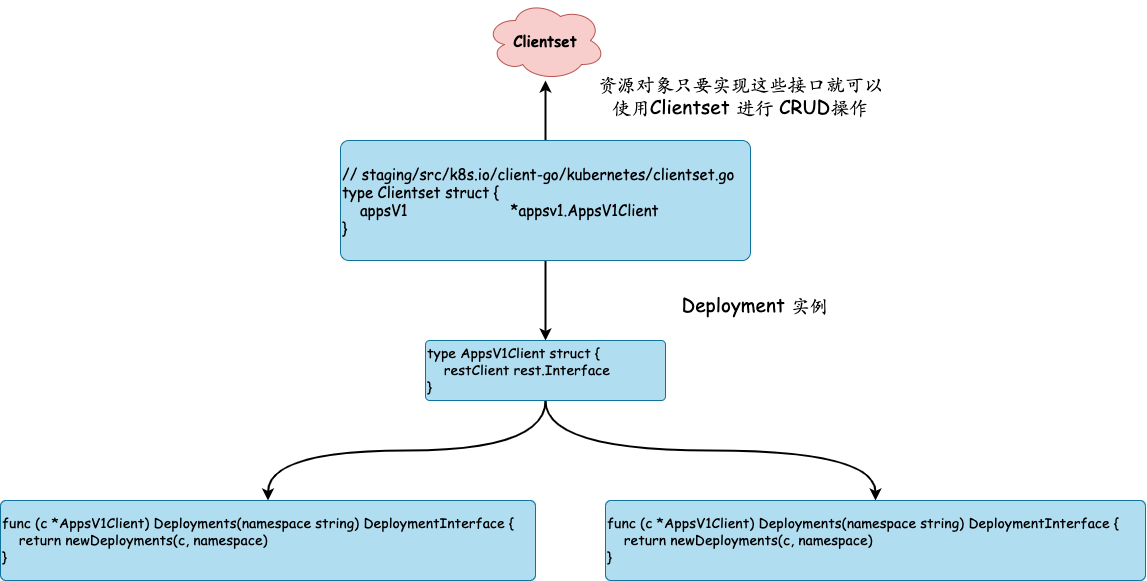 Clientset
资源对象只要实现这些接口就可以
使用Clientset 进行 CRUD操作
// staging/src/k8s.io/client-go/kubernetes/clientset.go
type Clientset struct {
    appsV1                        *appsv1.AppsV1Client
}
Deployment 实例
type AppsV1Client struct {
    restClient rest.Interface
}
func (c *AppsV1Client) Deployments(namespace string) DeploymentInterface {
    return newDeployments(c, namespace)
}
func (c *AppsV1Client) Deployments(namespace string) DeploymentInterface {
    return newDeployments(c, namespace)
}